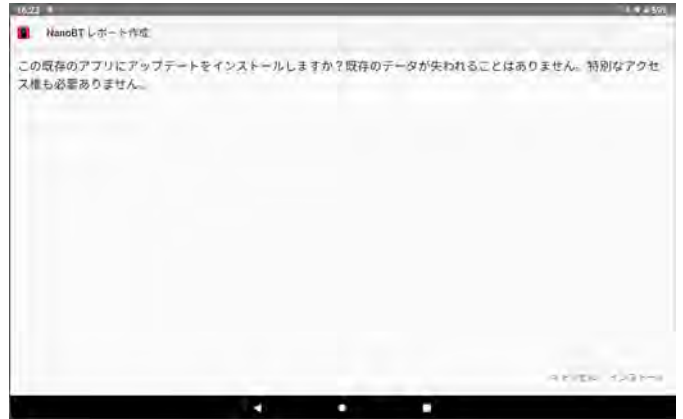 16:22
NanoBT レポート作成
この既存のアプリにアップデートをインストールしますか？既存のデータが失われることはありません。特別なアクセ
ス権も必要ありません。
キャンセル インストール